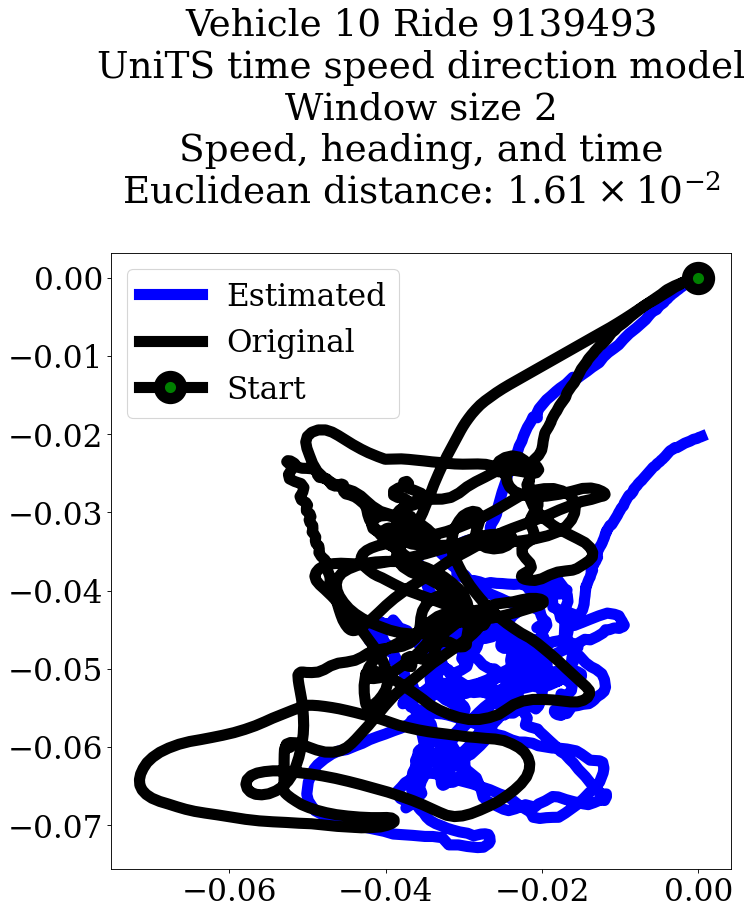 Vehicle 10 Ride 9139493
UniTS time speed direction model
Window size 2
Speed, heading, and time
Euclidean distance: 1.61 × 10⁻²
Estimated
Original
Start
0.00
−0.01
−0.02
−0.03
−0.04
−0.05
−0.06
−0.07
−0.06 −0.04 −0.02 0.00